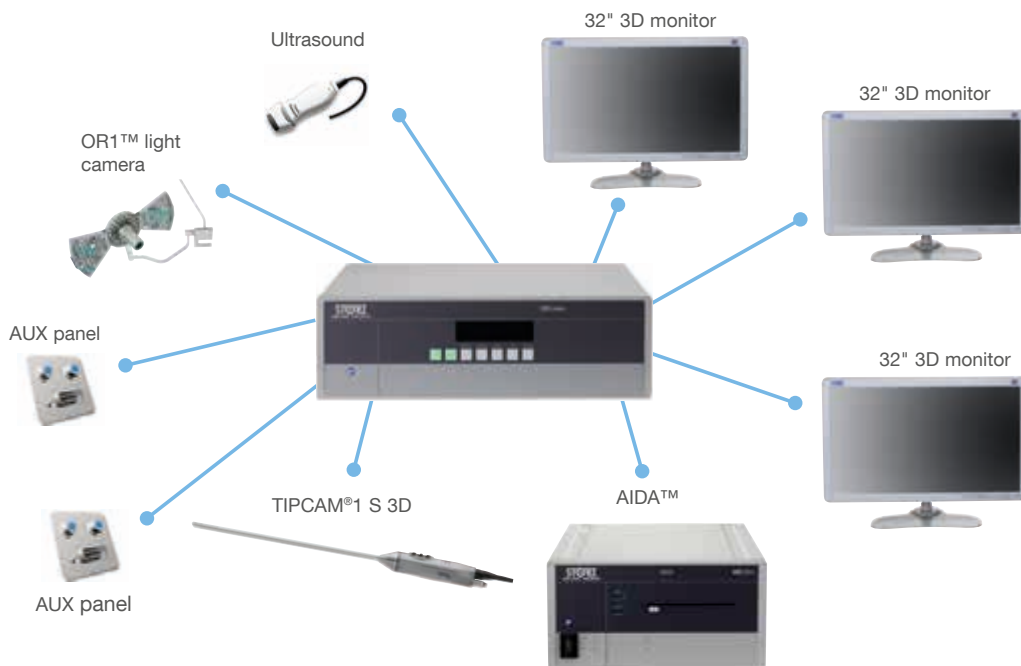 32" 3D monitor
Ultrasound
32" 3D monitor
OR1™ light
camera
STORZ
AUX panel
32" 3D monitor
TIPCAM®1 S 3D
AIDA™
STORZ
AUX panel